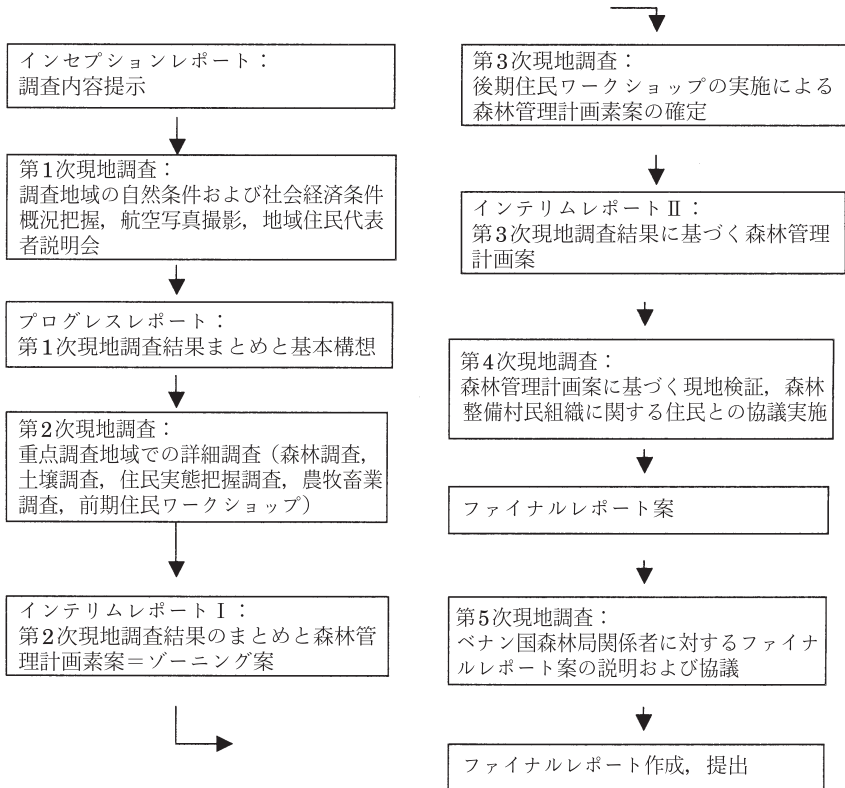 インセプションレポート：
調査内容提示
第1次現地調査：
調査地域の自然条件および社会経済条件
概況把握，航空写真撮影，地域住民代表
者説明会
プログレスレポート：
第1次現地調査結果まとめと基本構想
第2次現地調査：
重点調査地域での詳細調査（森林調査，
土壌調査，住民実態把握調査，農牧畜業
調査，前期住民ワークショップ）
インテリムレポートⅠ：
第2次現地調査結果のまとめと森林管
理計画素案＝ゾーニング案
第3次現地調査：
後期住民ワークショップの実施による
森林管理計画素案の確定
インテリムレポートⅡ：
第3次現地調査結果に基づく森林管理
計画案
第4次現地調査：
森林管理計画案に基づく現地検証，森林
整備村民組織に関する住民との協議実施
ファイナルレポート案
第5次現地調査：
ベナン国森林局関係者に対するファイナ
ルレポート案の説明および協議
ファイナルレポート作成，提出